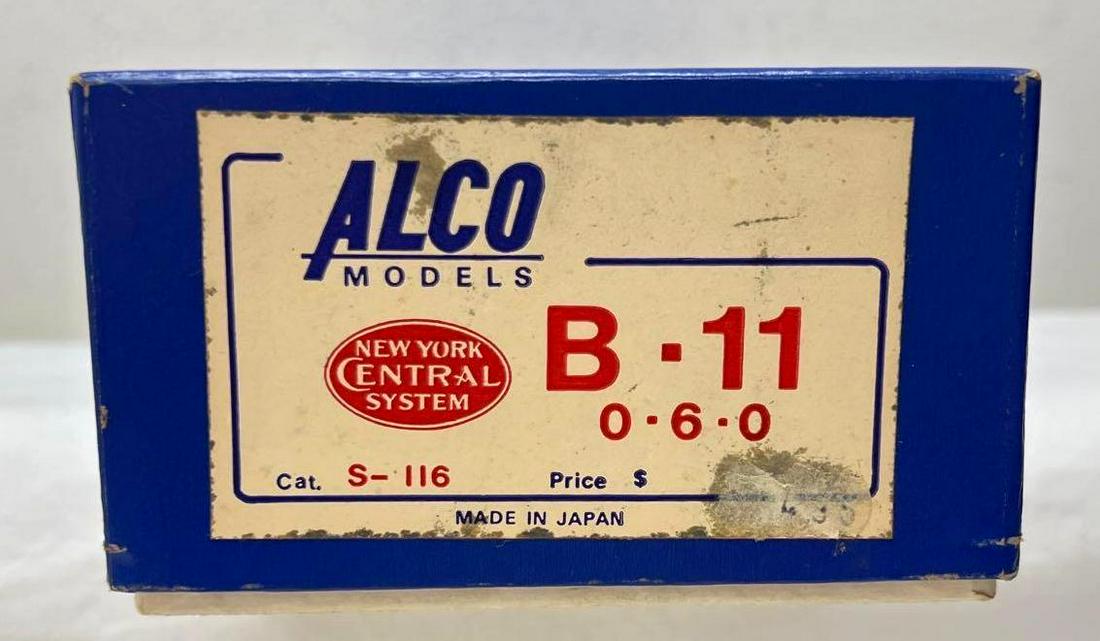 ALCO
MODELS
NEW YORK
CENTRAL
SYSTEM
B·11
0·6·0
Cat. S-116
Price $
MADE IN JAPAN